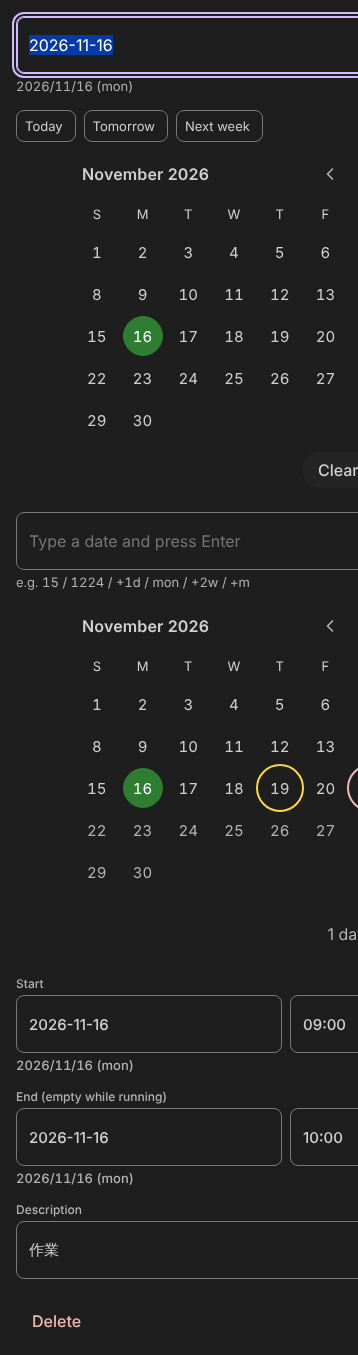 2026-11-16
2026/11/16 (mon)
Today Tomorrow Next week
November 2026
S M T W T F
1 2 3 4 5 6
8 9 10 11 12 13
15 16 17 18 19 20
22 23 24 25 26 27
29 30
Clear
Type a date and press Enter
e.g. 15 / 1224 / +1d / mon / +2w / +m
November 2026
S M T W T F
1 2 3 4 5 6
8 9 10 11 12 13
15 16 17 18 19 20
22 23 24 25 26 27
29 30
1 da
Start
2026-11-16 09:00
2026/11/16 (mon)
End (empty while running)
2026-11-16 10:00
2026/11/16 (mon)
Description
作業
Delete